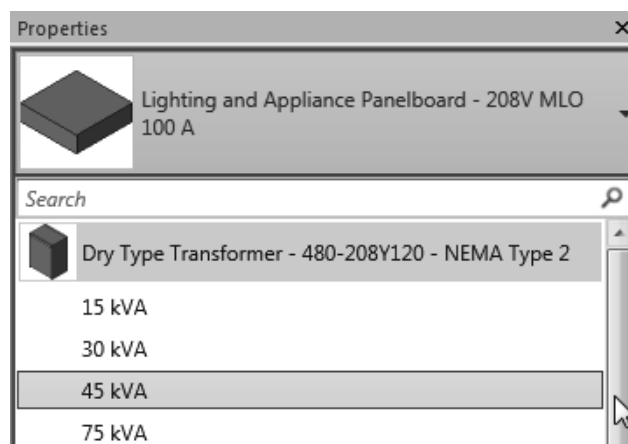 Properties
Lighting and Appliance Panelboard - 208V MLO
100 A
Search
Dry Type Transformer - 480-208Y120 - NEMA Type 2
15 kVA
30 kVA
45 kVA
75 kVA